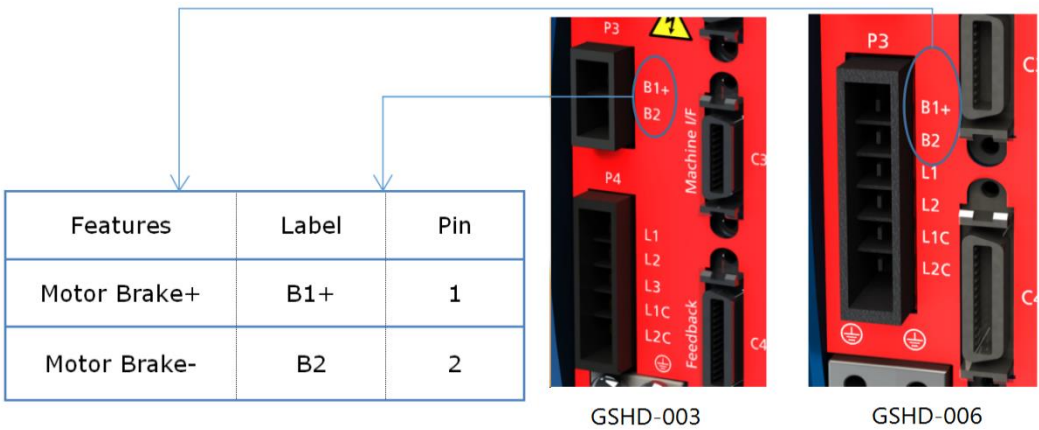 Features Label Pin
Motor Brake+ B1+ 1
Motor Brake- B2 2
P3
B1+
B2
Machine I/F
C3
P4
L1
L2
L3
L1C
L2C
Feedback
C4
GSHD-003
P3
B1+
B2
L1
L2
L1C
L2C
C4
GSHD-006